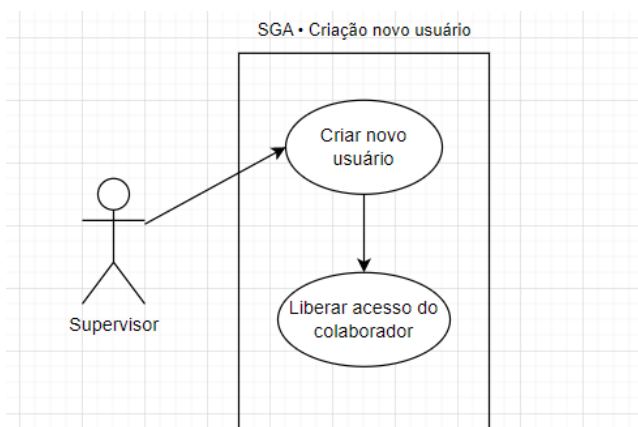 SGA • Criação novo usuário
Criar novo
usuário
Supervisor
Liberar acesso do
colaborador